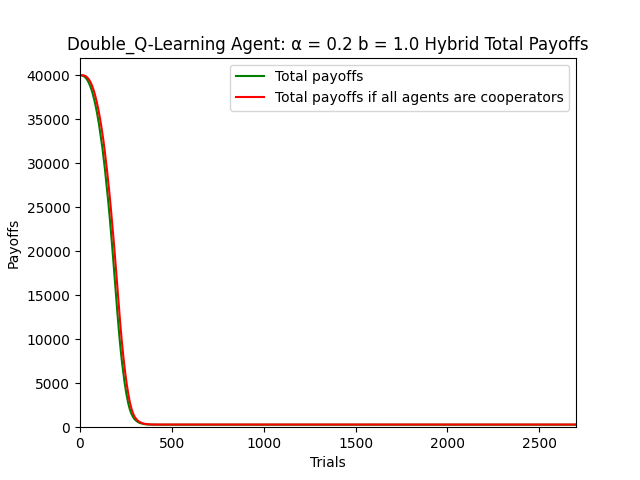 Double_Q-Learning Agent: α = 0.2 b = 1.0 Hybrid Total Payoffs
Total payoffs
Total payoffs if all agents are cooperators
Payoffs
40000
35000
30000
25000
20000
15000
10000
5000
0
0 500 1000 1500 2000 2500
Trials